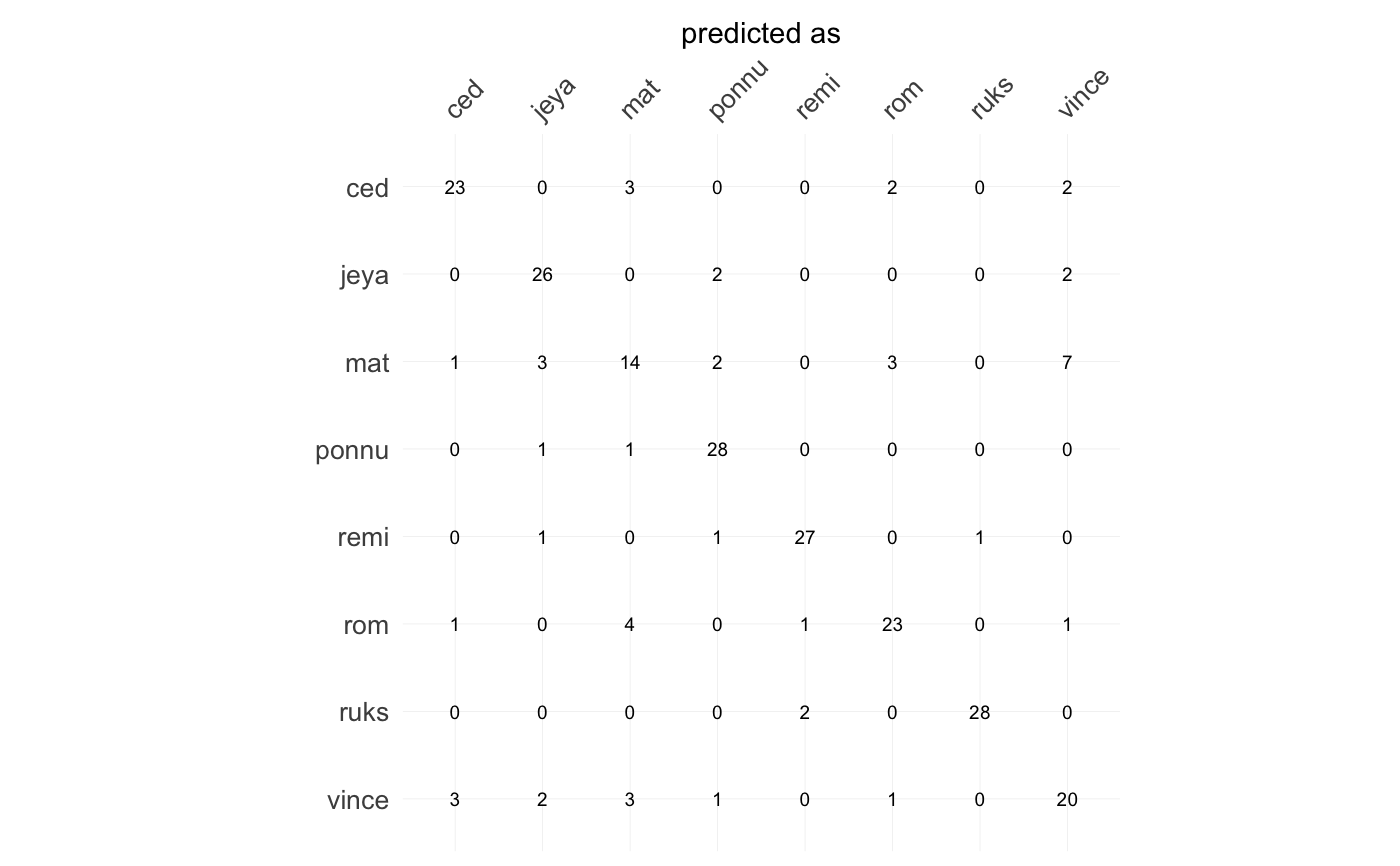 predicted as
ced jeya mat ponnu remi rom ruks vince
ced 23 0 3 0 0 2 0 2
jeya 0 26 0 2 0 0 0 2
mat 1 3 14 2 0 3 0 7
ponnu 0 1 1 28 0 0 0 0
remi 0 1 0 1 27 0 1 0
rom 1 0 4 0 1 23 0 1
ruks 0 0 0 0 2 0 28 0
vince 3 2 3 1 0 1 0 20